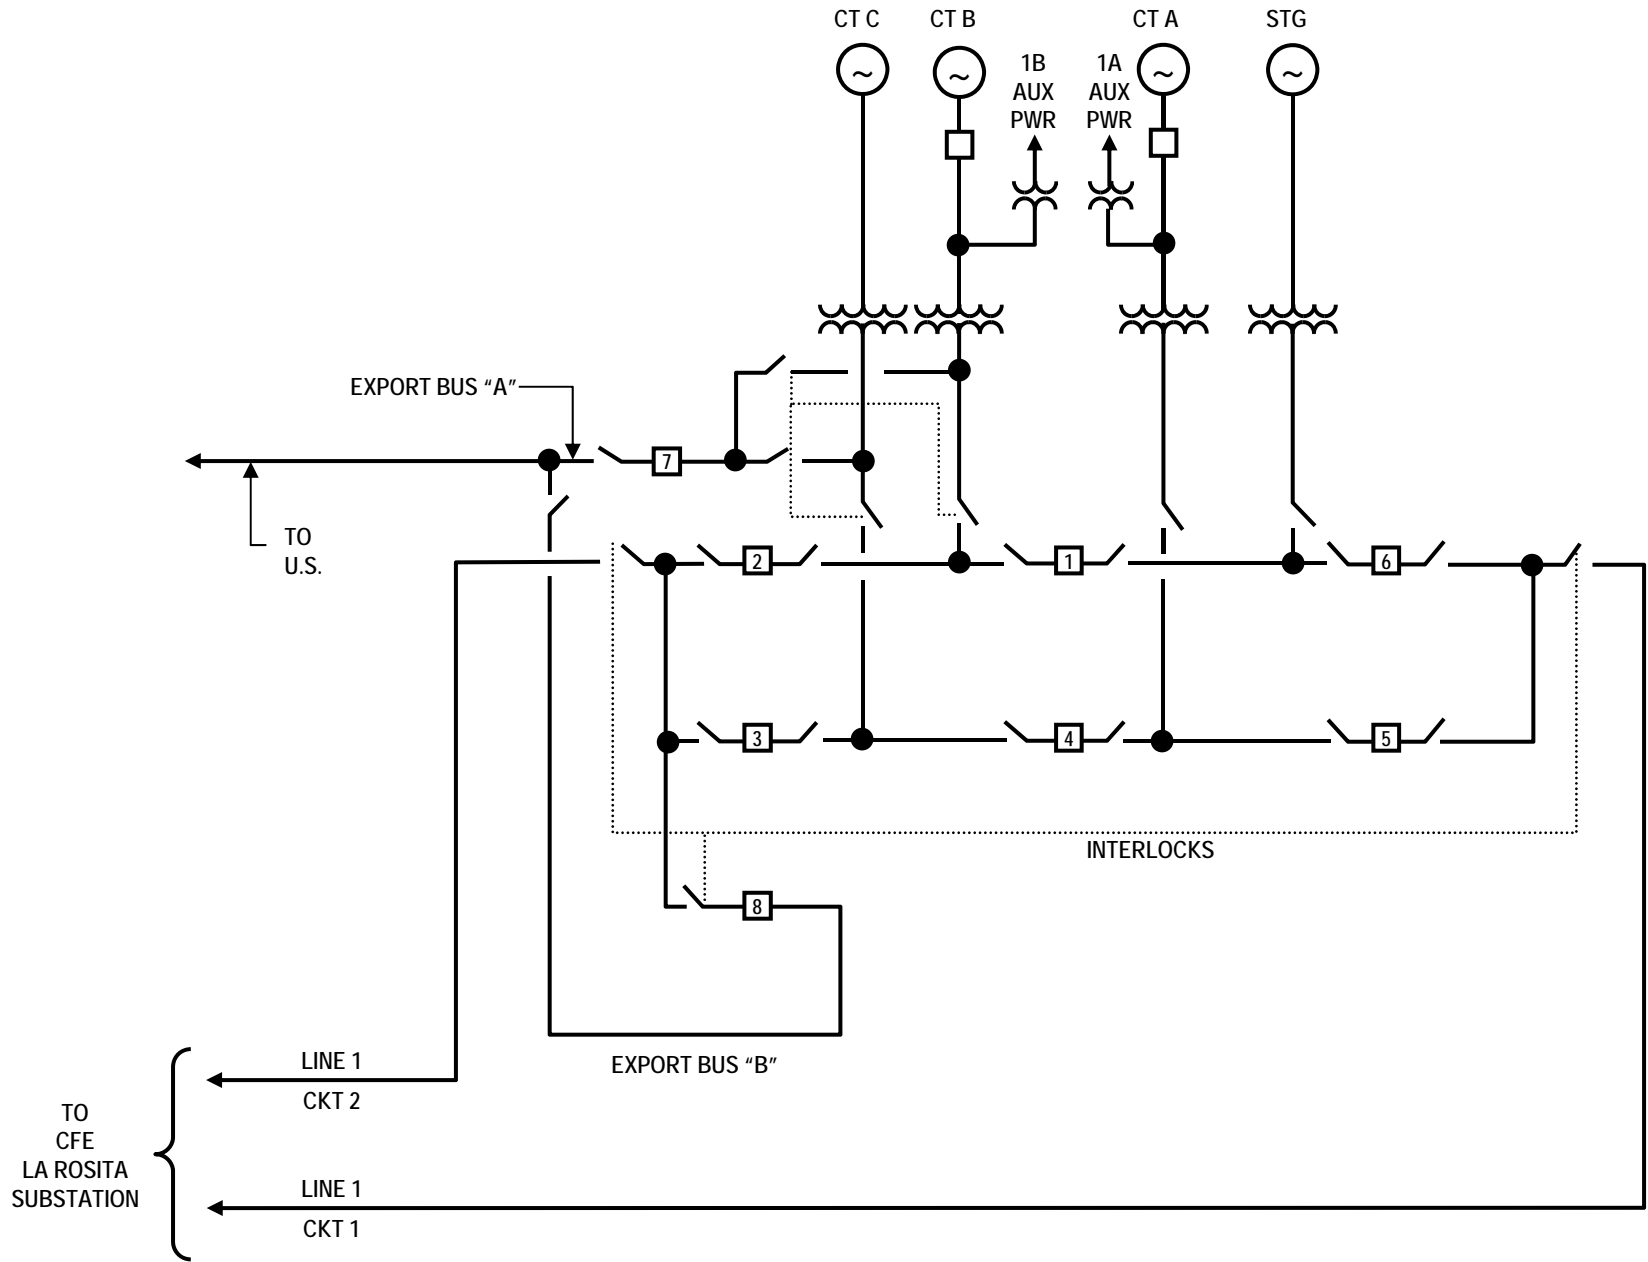 CT C
CT B
CT A
STG
1B
AUX
PWR
1A
AUX
PWR
~
~
~
~
EXPORT BUS “A”
7
TO
U.S.
2
1
6
3
4
5
INTERLOCKS
8
EXPORT BUS “B”
LINE 1
CKT 2
TO
CFE
LA ROSITA
SUBSTATION
LINE 1
CKT 1